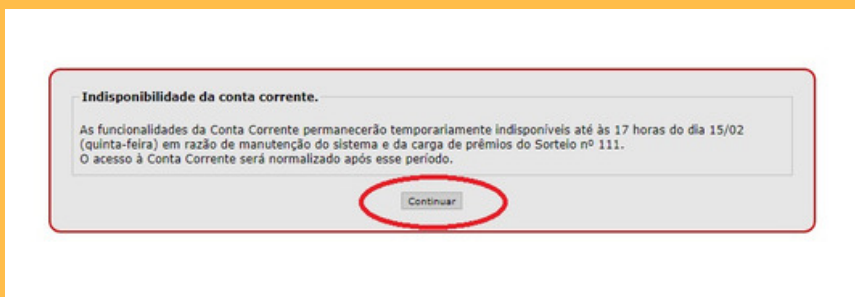 Indisponibilidade da conta corrente.
As funcionalidades da Conta Corrente permanecerão temporariamente indisponíveis até às 17 horas do dia 15/02
(quinta-feira) em razão de manutenção do sistema e da carga de prêmios do Sorteio nº 111.
O acesso à Conta Corrente será normalizado após esse período.
Continuar